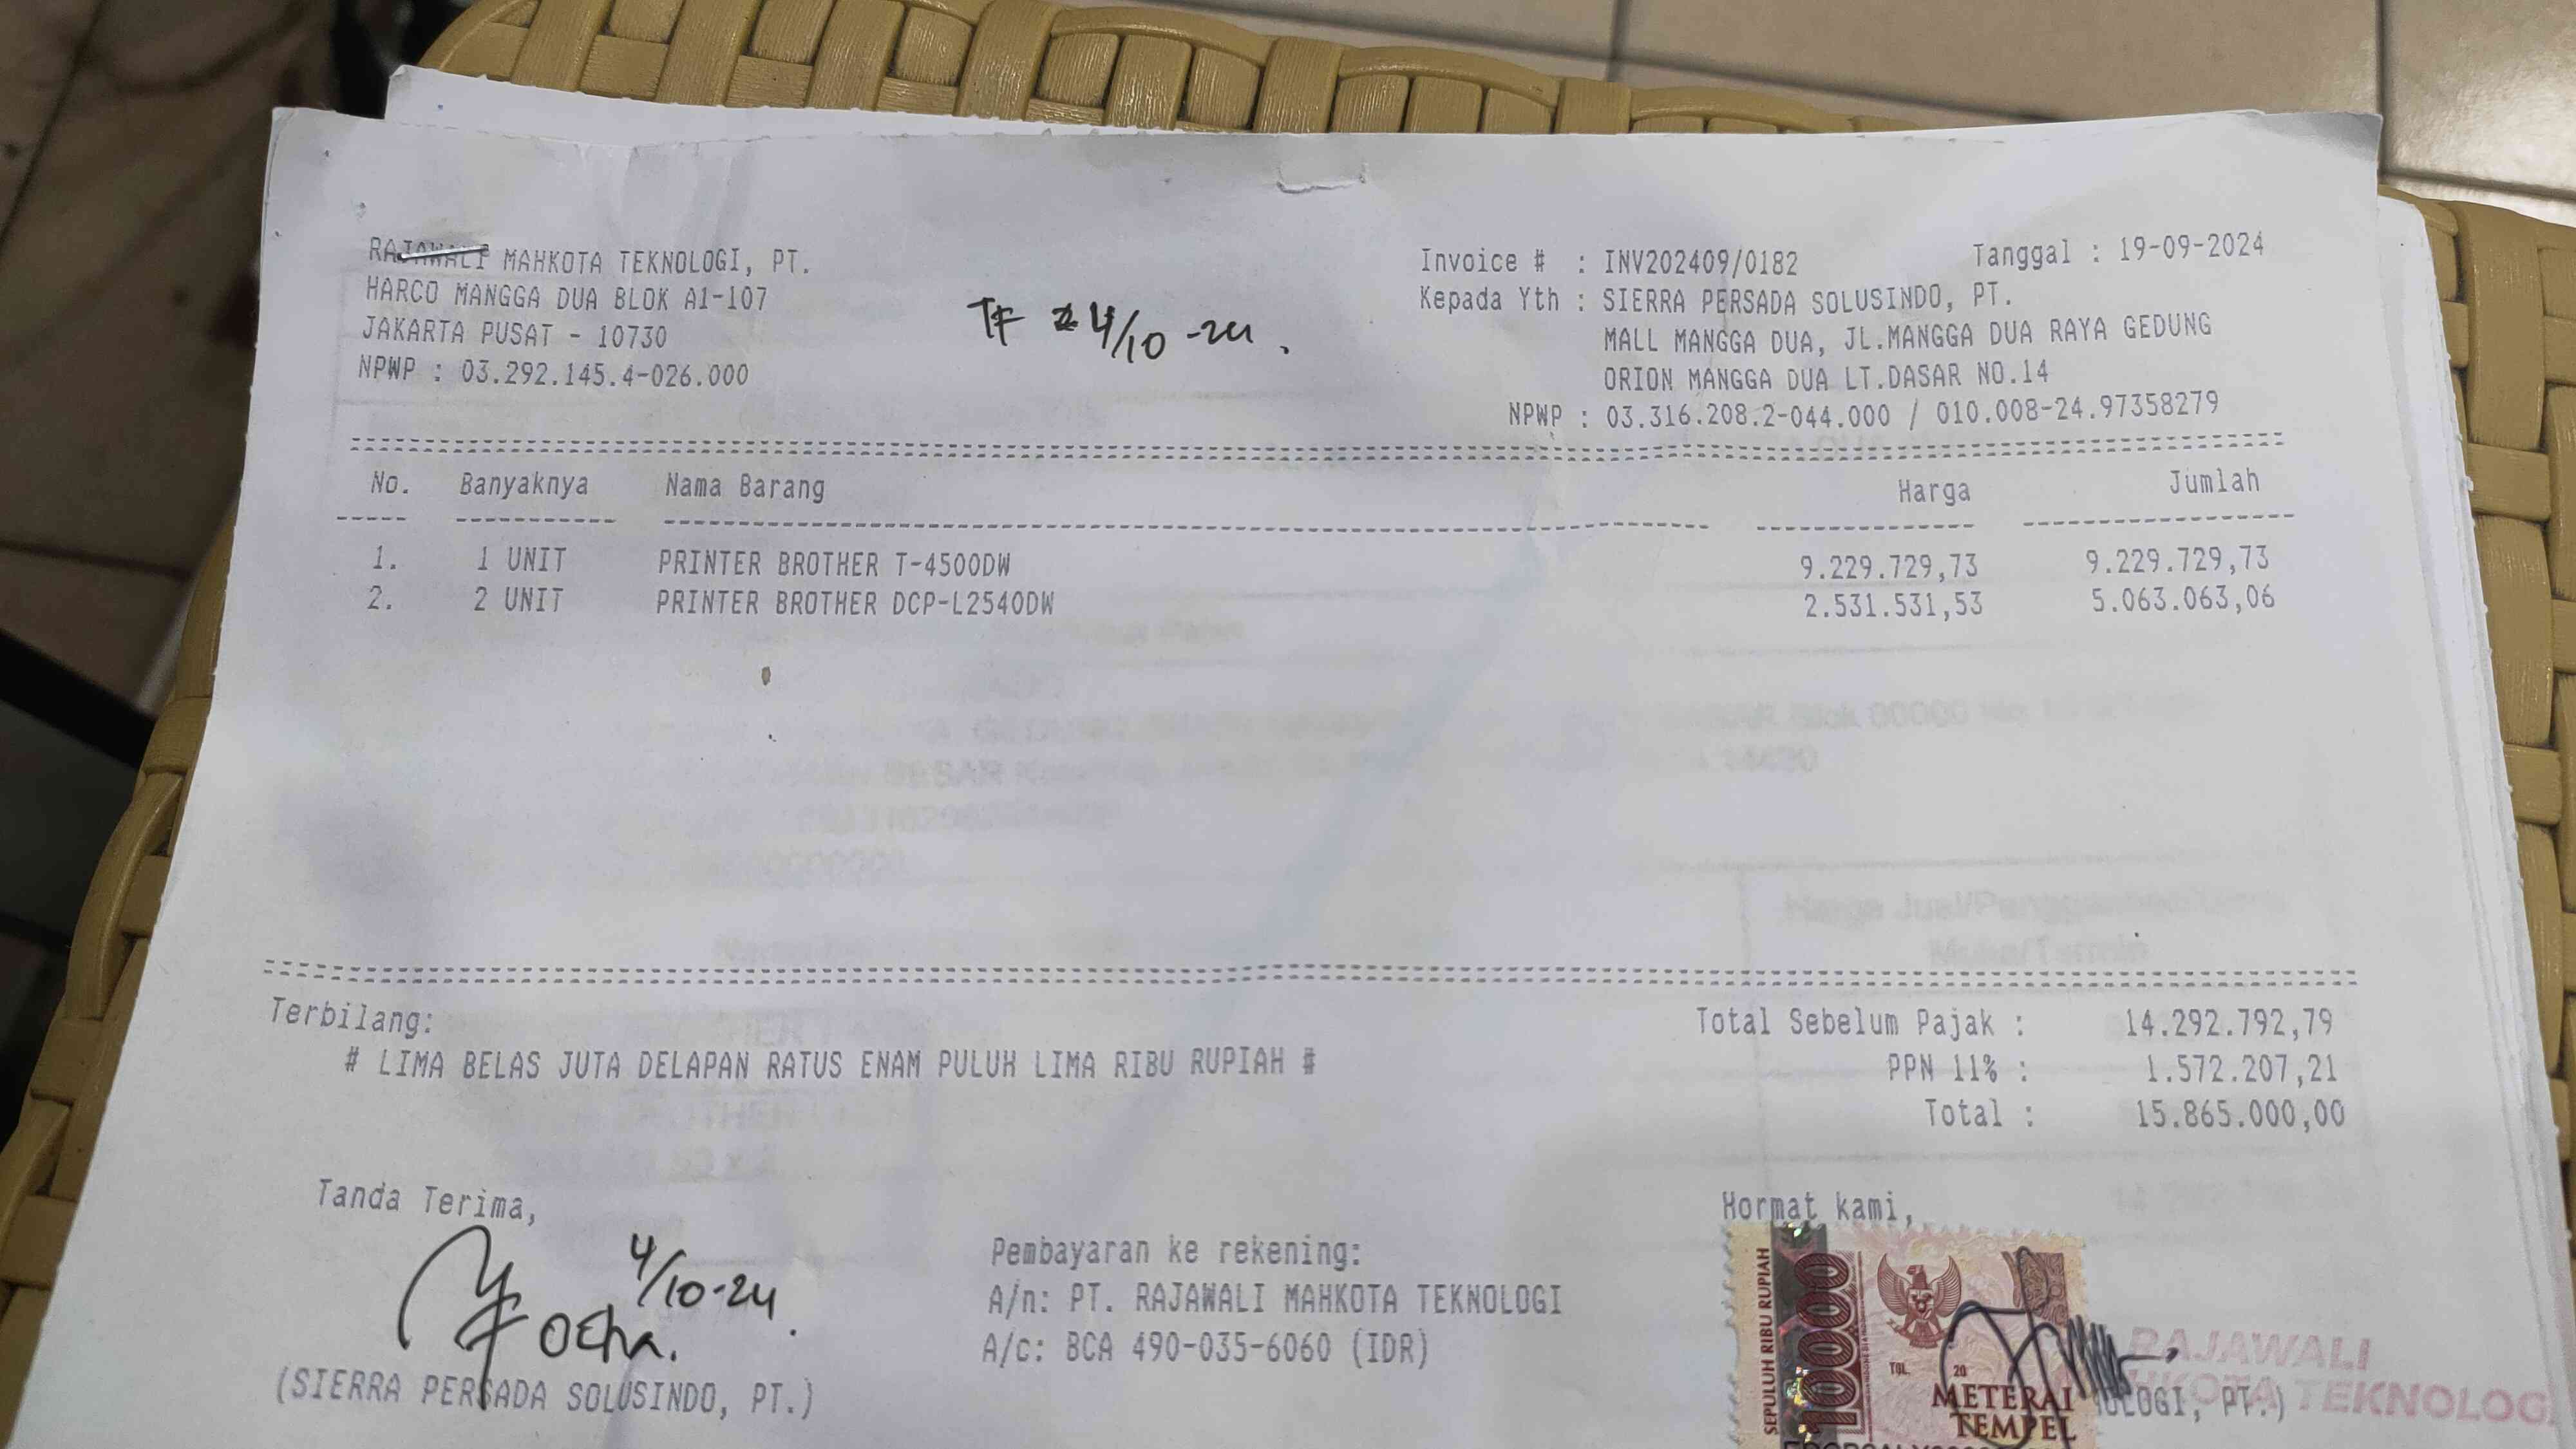 RAJAWALI MAHKOTA TEKNOLOGI, PT.
HARCO MANGGA DUA BLOK A1-107
JAKARTA PUSAT - 10730
NPWP : 03.292.145.4-026.000
TF 4/10-24.
Invoice # : INV202409/0182 Tanggal : 19-09-2024
Kepada Yth : SIERRA PERSADA SOLUSINDO, PT.
MALL MANGGA DUA, JL.MANGGA DUA RAYA GEDUNG
ORION MANGGA DUA LT.DASAR NO.14
NPWP : 03.316.208.2-044.000 / 010.008-24.97358279
No. Banyaknya Nama Barang Harga Jumlah
1. 1 UNIT PRINTER BROTHER T-4500DW 9.229.729,73 9.229.729,73
2. 2 UNIT PRINTER BROTHER DCP-L2540DW 2.531.531,53 5.063.063,06
Terbilang:
# LIMA BELAS JUTA DELAPAN RATUS ENAM PULUH LIMA RIBU RUPIAH #
Total Sebelum Pajak : 14.292.792,79
PPN 11% : 1.572.207,21
Total : 15.865.000,00
Tanda Terima,
4/10-24.
Ocha.
(SIERRA PERSADA SOLUSINDO, PT.)
Pembayaran ke rekening:
A/n: PT. RAJAWALI MAHKOTA TEKNOLOGI
A/c: BCA 490-035-6060 (IDR)
Hormat kami,
SEPULUH RIBU RUPIAH
10000
TGL. 20
METERAI
TEMPEL
RAJAWALI
HKOTA TEKNOLOG
OLOGI, PT.)